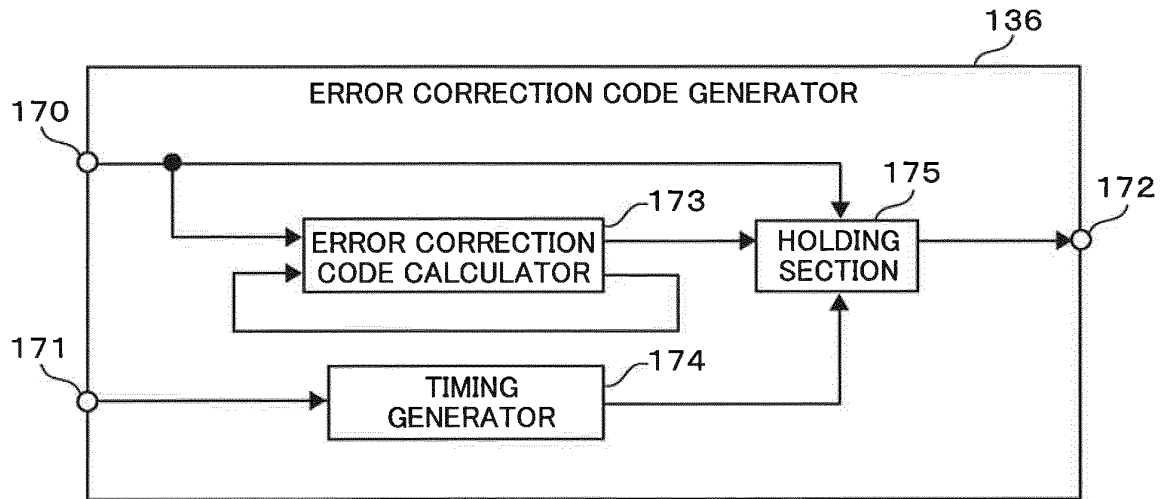 136
ERROR CORRECTION CODE GENERATOR
170
175
172
173
ERROR CORRECTION
CODE CALCULATOR
HOLDING
SECTION
171
174
TIMING
GENERATOR